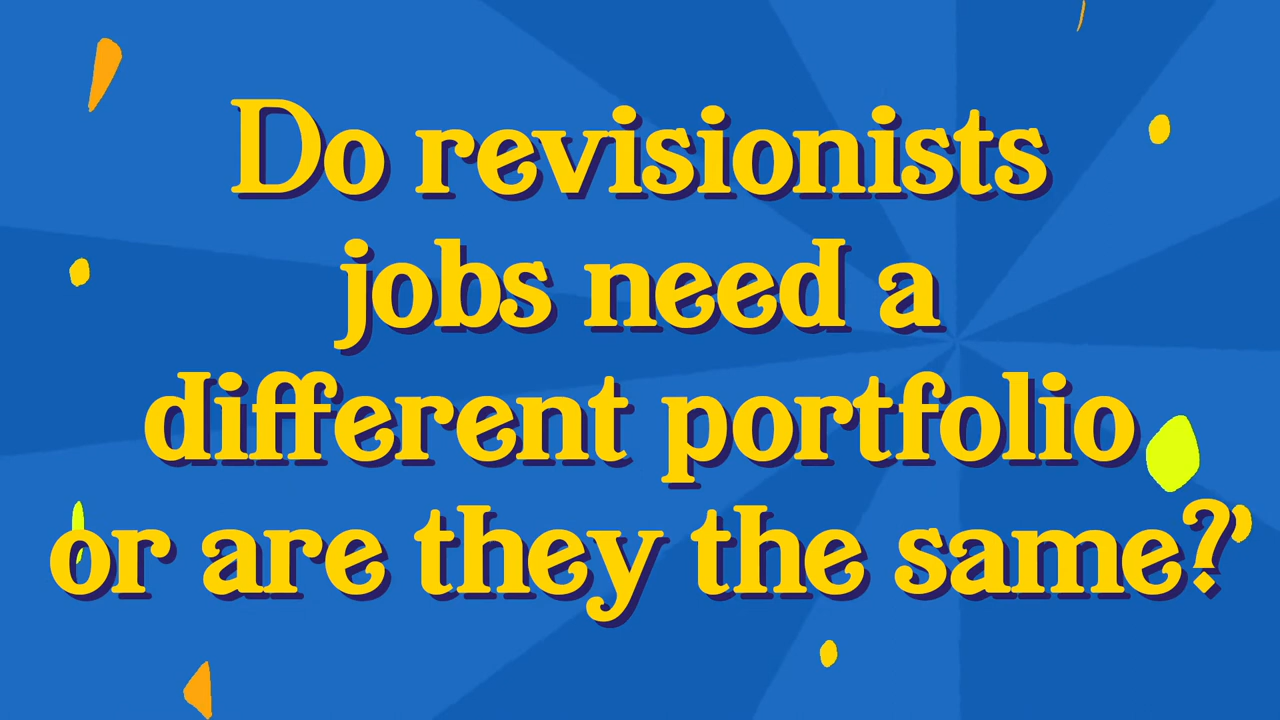 Do revisionists
jobs need a
different portfolio
or are they the same?’